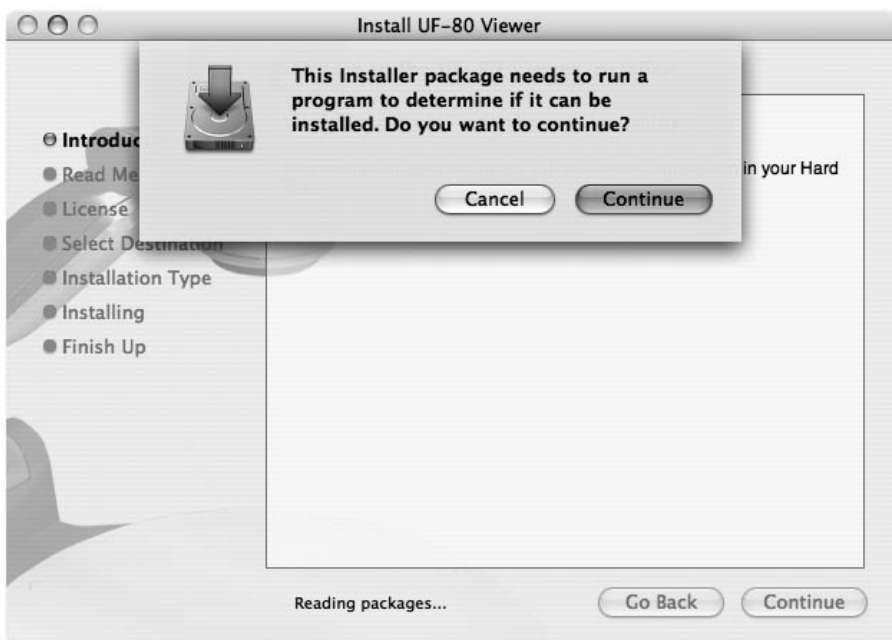 Install UF-80 Viewer
This Installer package needs to run a
program to determine if it can be
installed. Do you want to continue?
Cancel
Continue
Introduc
Read Me
License
Select Destination
Installation Type
Installing
Finish Up
in your Hard
Reading packages...
Go Back
Continue